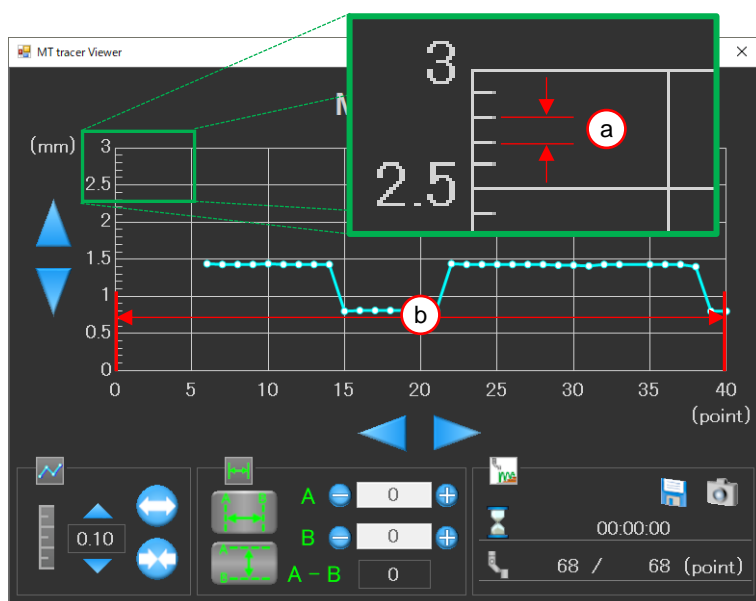 MT tracer Viewer
M
(mm)
3
2.5
2
1.5
1
0.5
0
0 5 10 15 20 25 30 35 40
(point)
3
2.5
a
b
0.10
A B
A 0
B 0
A
B
A - B 0
00:00:00
68 / 68 (point)